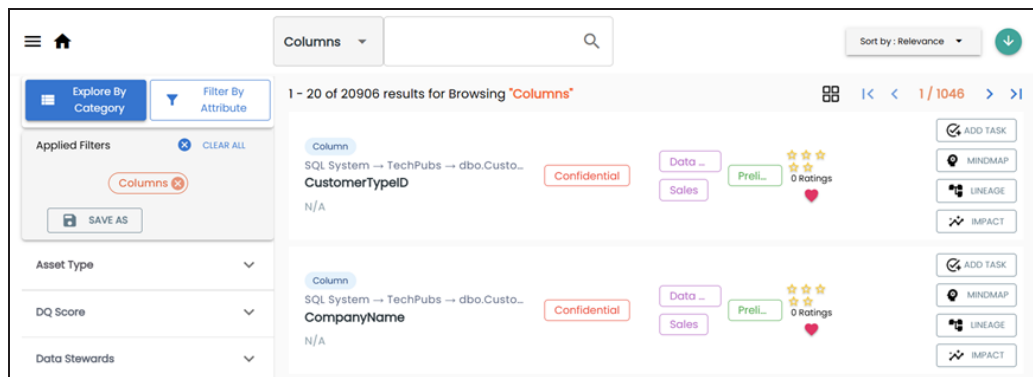 Columns
Sort by : Relevance
Explore By
Category
Filter By
Attribute
1 - 20 of 20906 results for Browsing "Columns"
1 / 1046
Applied Filters
CLEAR ALL
Columns
SAVE AS
Asset Type
DQ Score
Data Stewards
Column
SQL System → TechPubs → dbo.Custo...
CustomerTypeID
N/A
Confidential
Data ...
Sales
Preli...
0 Ratings
ADD TASK
MINDMAP
LINEAGE
IMPACT
Column
SQL System → TechPubs → dbo.Custo...
CompanyName
N/A
Confidential
Data ...
Sales
Preli...
0 Ratings
ADD TASK
MINDMAP
LINEAGE
IMPACT